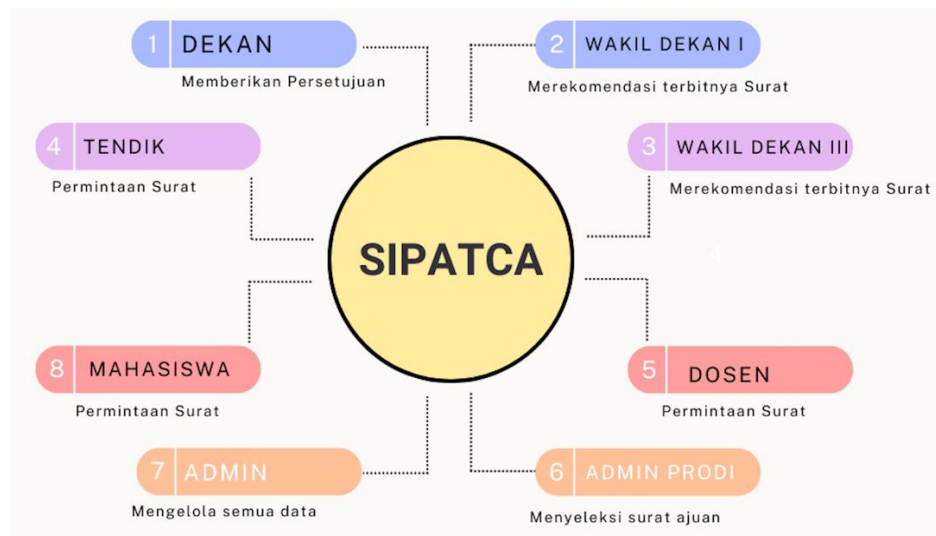 1 DEKAN
Memberikan Persetujuan
2 WAKIL DEKAN I
Merekomendasi terbitnya Surat
4 TENDIK
Permintaan Surat
3 WAKIL DEKAN III
Merekomendasi terbitnya Surat
4
SIPATCA
8 MAHASISWA
Permintaan Surat
5 DOSEN
Permintaan Surat
7 ADMIN
Mengelola semua data
6 ADMIN PRODI
Menyeleksi surat ajuan